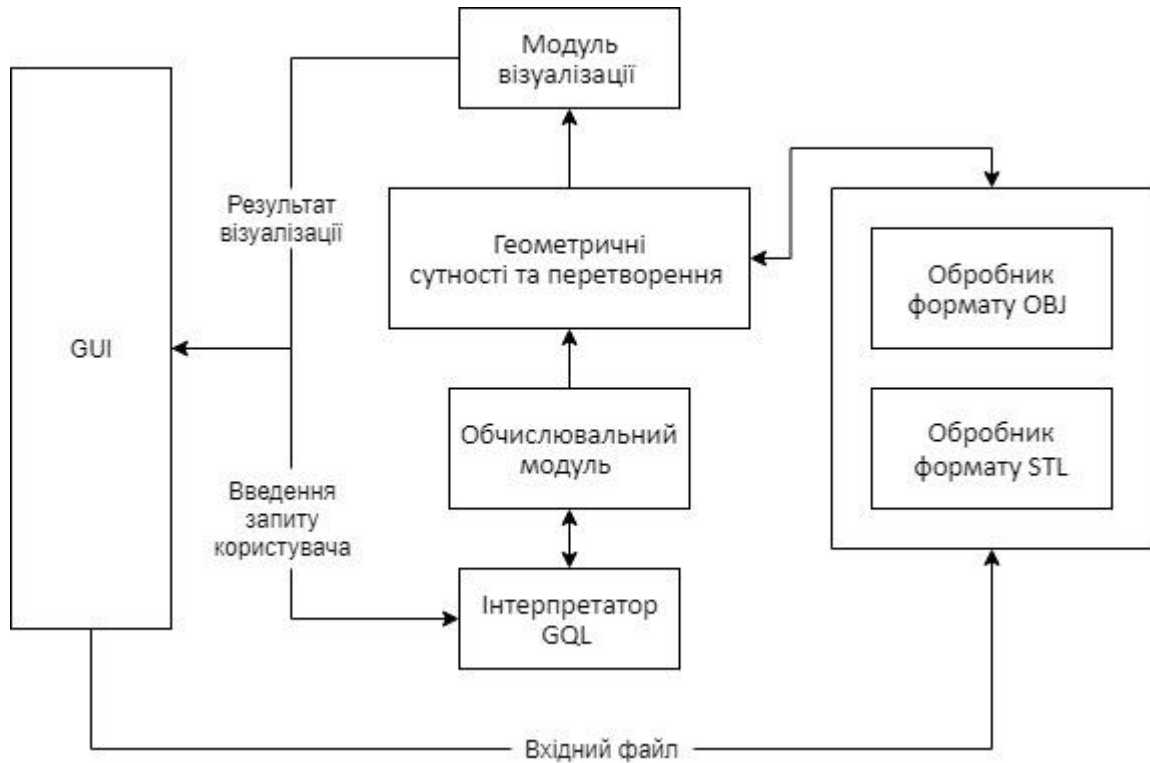 Модуль
візуалізації
Результат
візуалізації
Геометричні
сутності та перетворення
Обробник
формату OBJ
GUI
Обчислювальний
модуль
Обробник
формату STL
Введення
запиту
користувача
Інтерпретатор
GQL
Вхідний файл